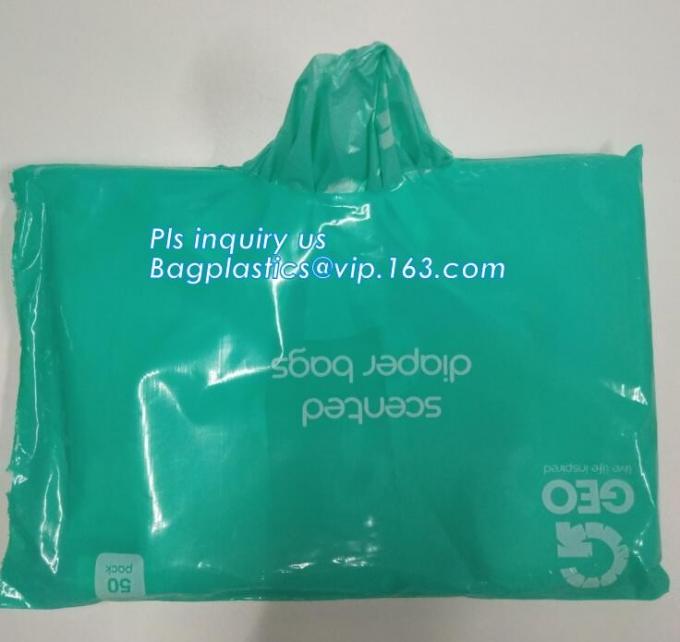 Pls inquiry us
Bagplastics@vip.163.com
scented
diaper bags
GEO
live life inspired
50
pack